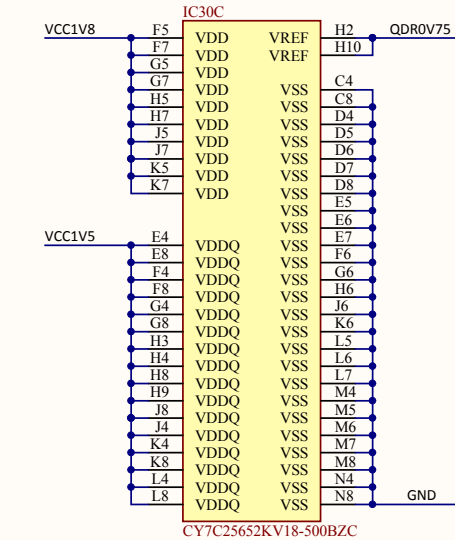 IC30C
VCC1V8 F5 VDD VREF H2 QDR0V75
F7 VDD VREF H10
G5 VDD
G7 VDD VSS C4
H5 VDD VSS C8
H7 VDD VSS D4
J5 VDD VSS D5
J7 VDD VSS D6
K5 VDD VSS D7
K7 VDD VSS D8
VSS E5
VSS E6
VCC1V5 E4 VDDQ VSS E7
E8 VDDQ VSS F6
F4 VDDQ VSS G6
F8 VDDQ VSS H6
G4 VDDQ VSS J6
G8 VDDQ VSS K6
H3 VDDQ VSS L5
H4 VDDQ VSS L6
H8 VDDQ VSS L7
H9 VDDQ VSS M4
J8 VDDQ VSS M5
J4 VDDQ VSS M6
K4 VDDQ VSS M7
K8 VDDQ VSS M8
L4 VDDQ VSS N4
L8 VDDQ VSS N8 GND
CY7C25652KV18-500BZC